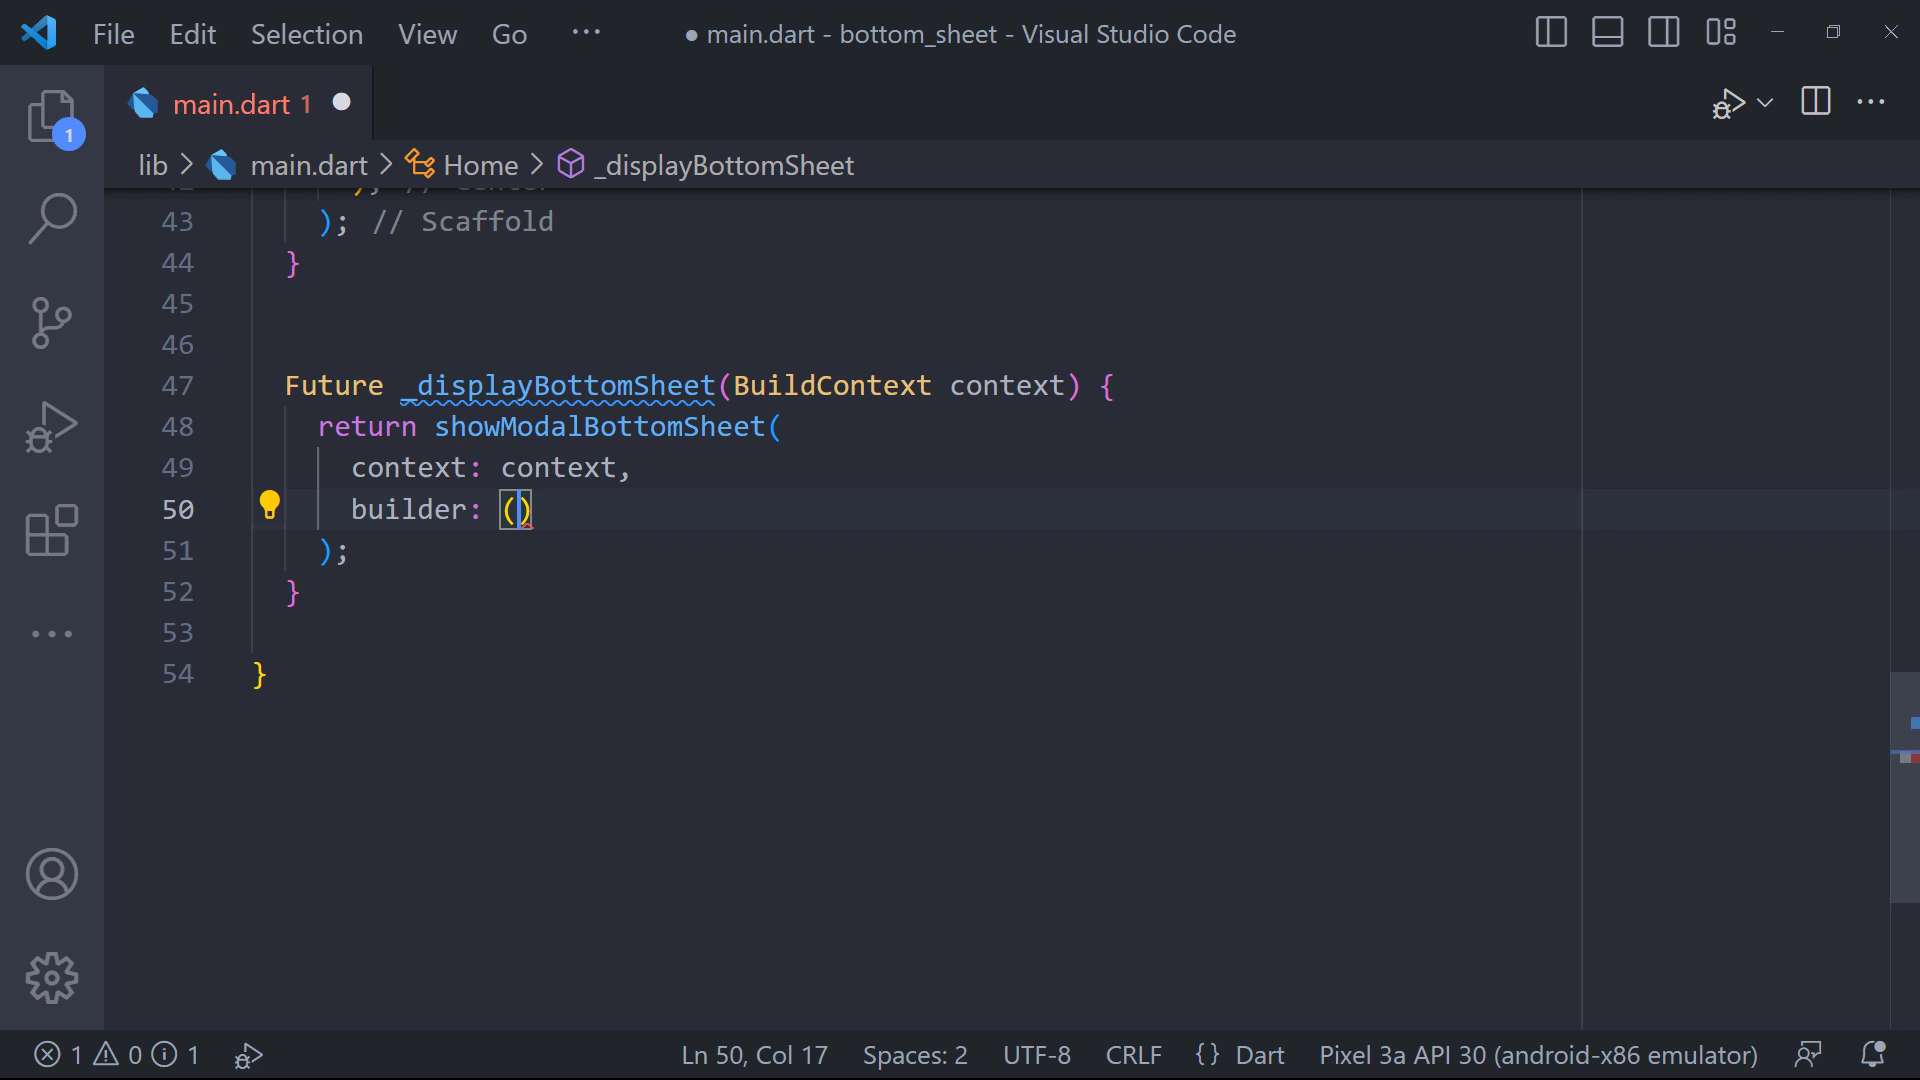 File Edit Selection View Go ··· ● main.dart - bottom_sheet - Visual Studio Code
main.dart 1
1
lib > main.dart > Home > _displayBottomSheet
43 ); // Scaffold
44 }
45
46
47 Future _displayBottomSheet(BuildContext context) {
48 return showModalBottomSheet(
49 context: context,
50 builder: ()
51 );
52 }
53
54 }
1 0 1 Ln 50, Col 17 Spaces: 2 UTF-8 CRLF {} Dart Pixel 3a API 30 (android-x86 emulator)